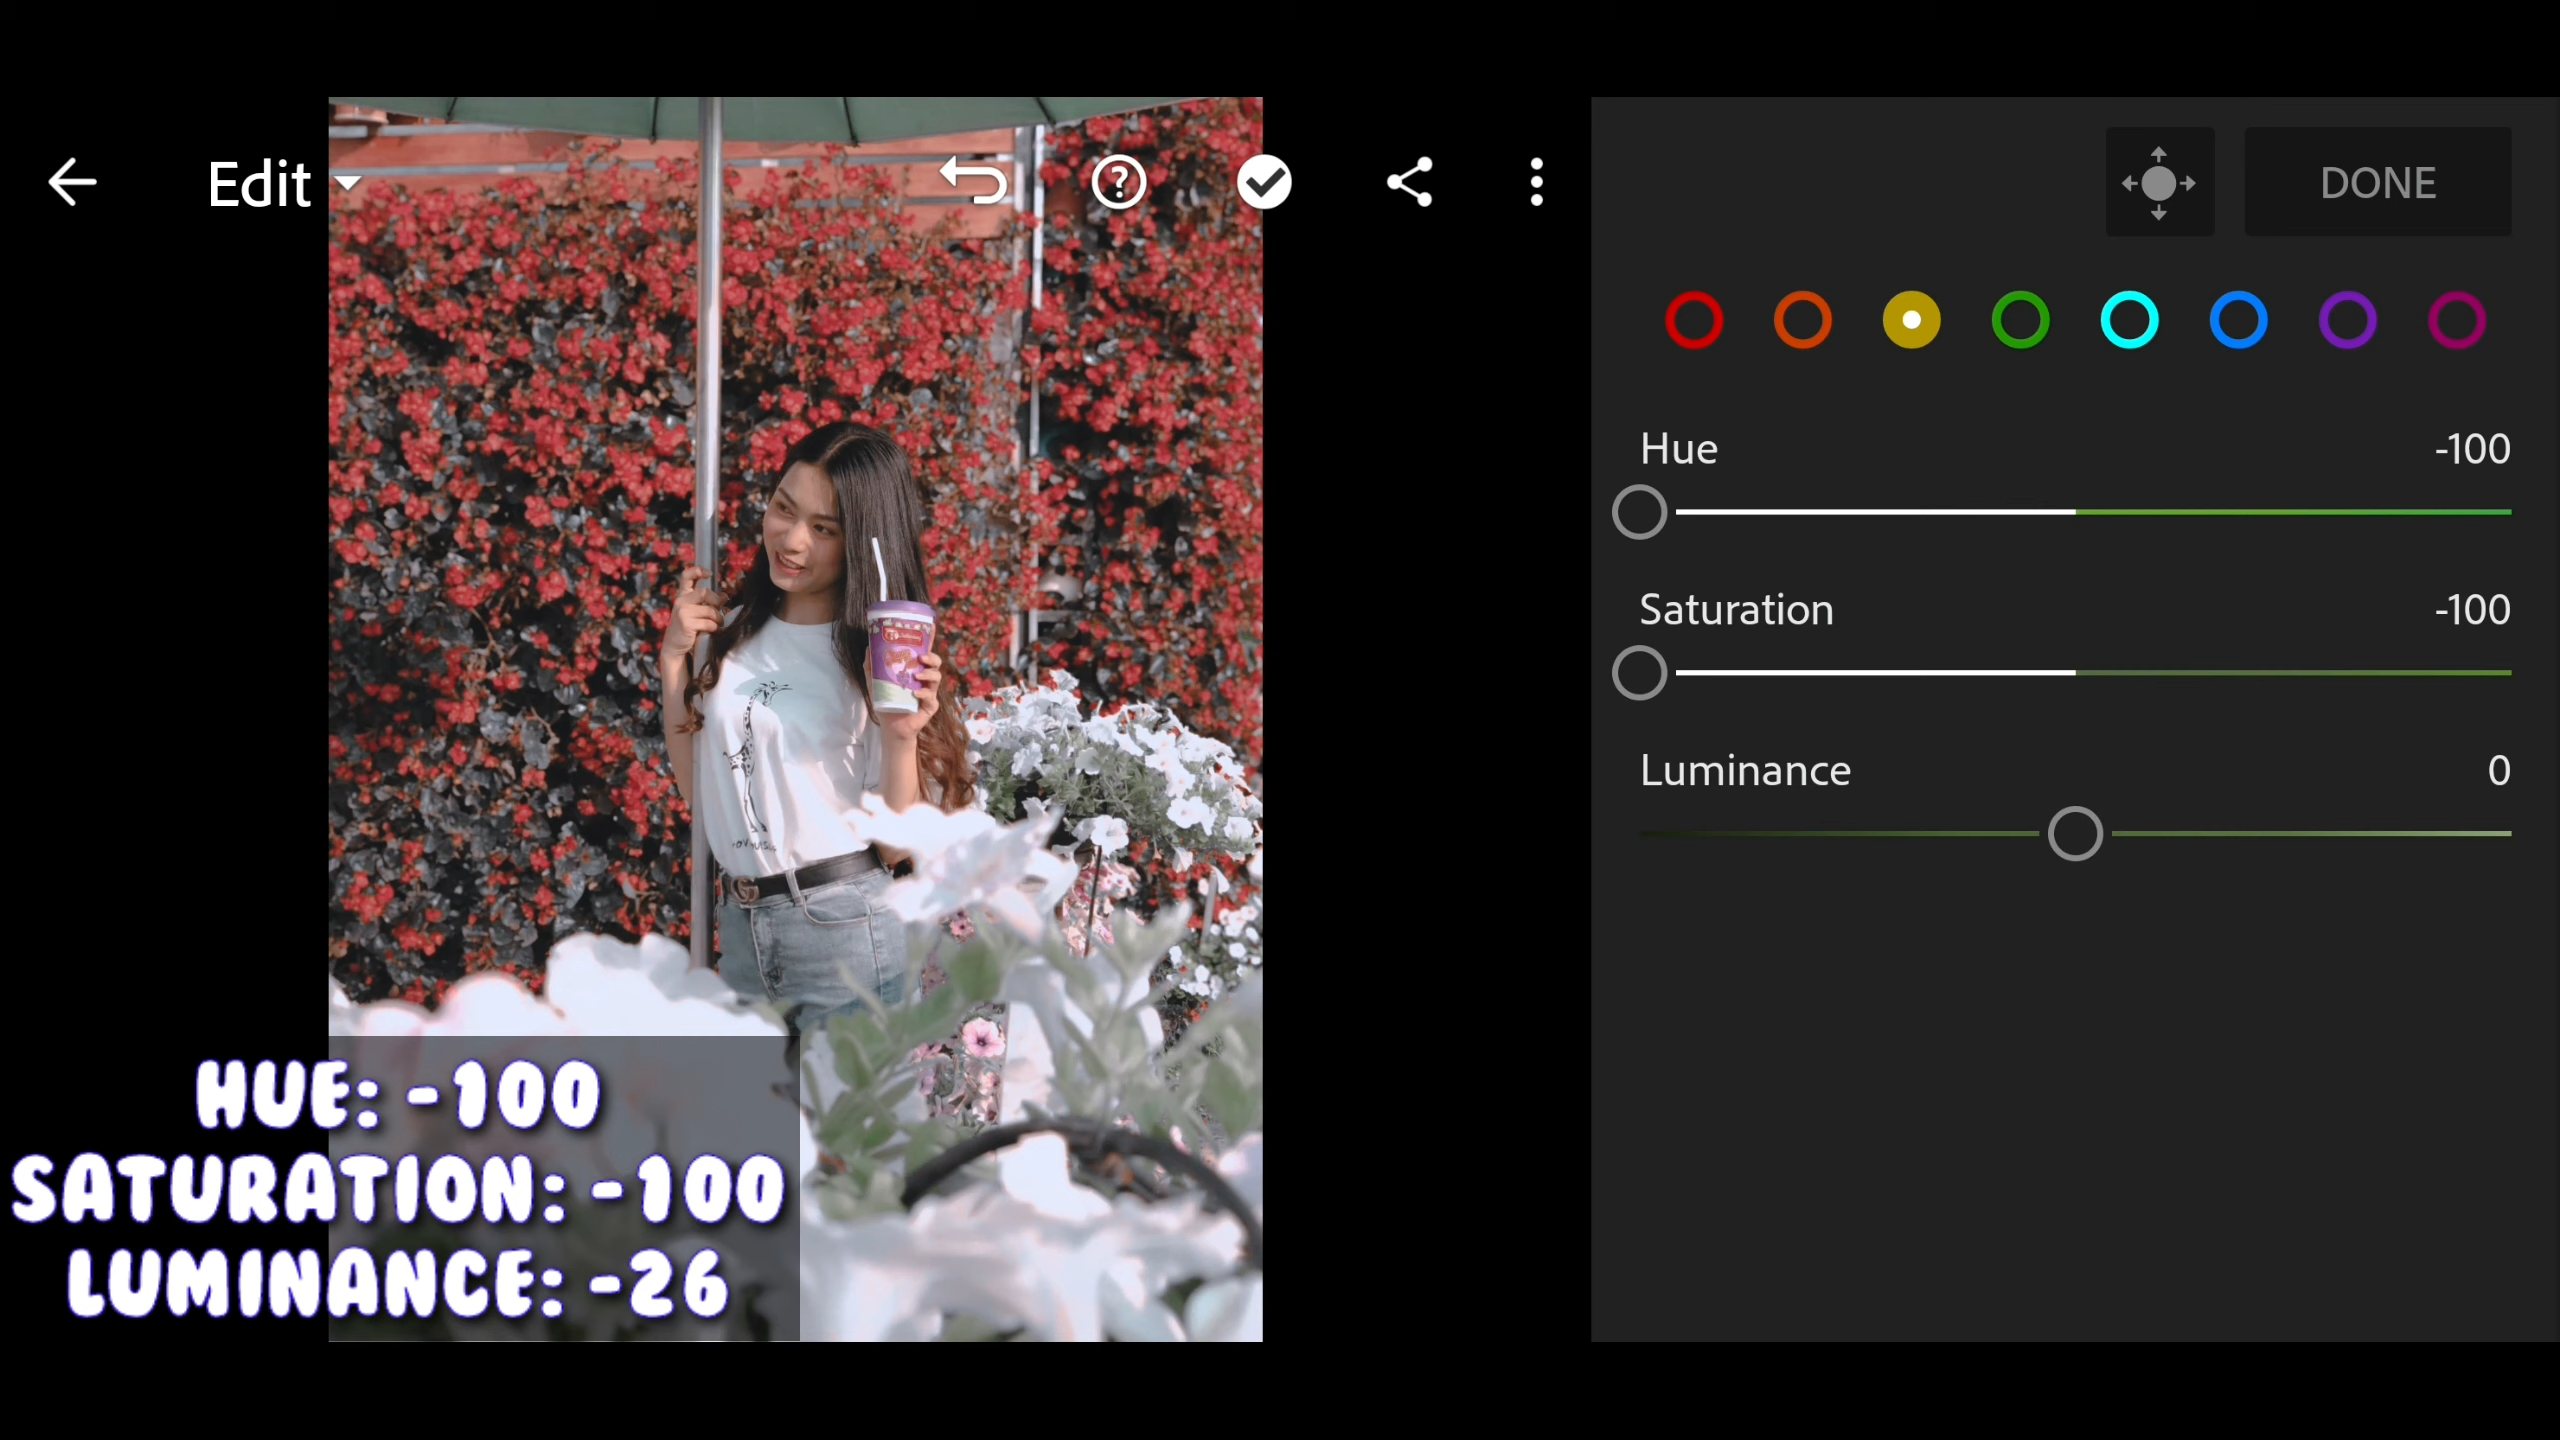 Edit
DONE
Hue -100
Saturation -100
Luminance 0
HUE: -100
SATURATION: -100
LUMINANCE: -26